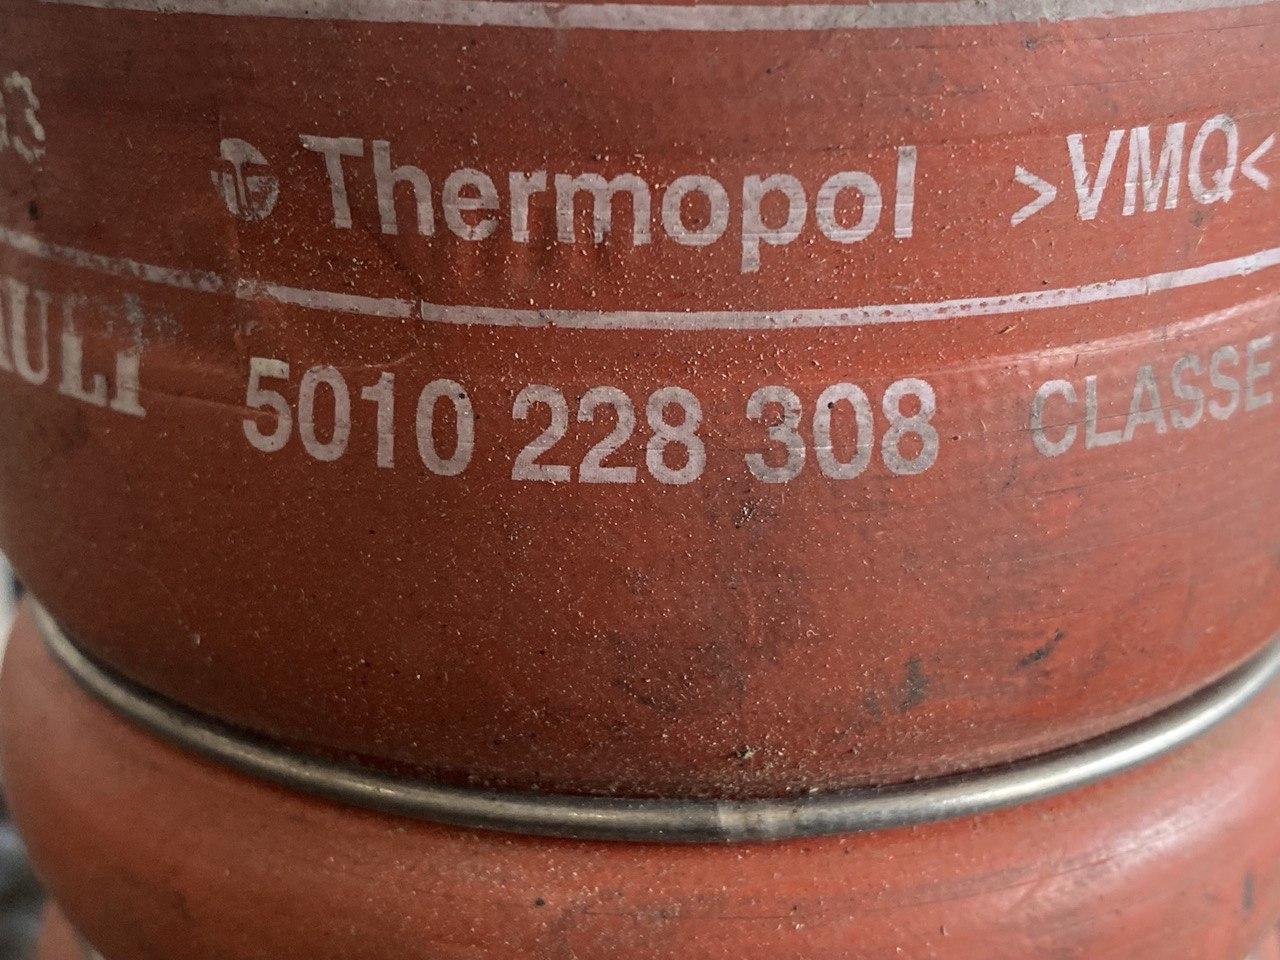 Thermopol >VMQ<
5010 228 308 CLASSE